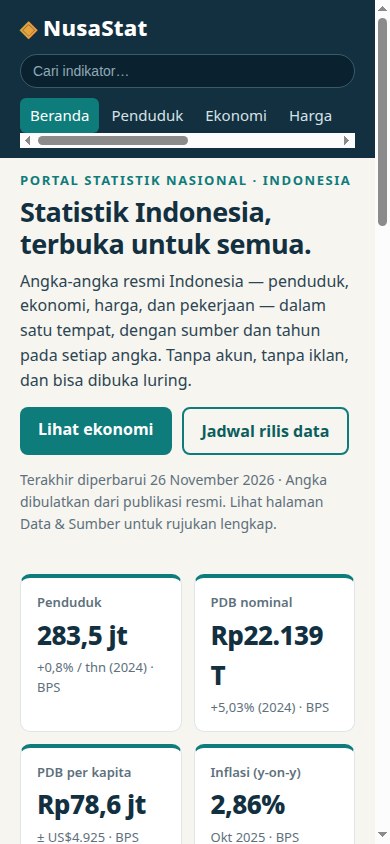 ◈ NusaStat
Cari indikator…
Beranda Penduduk Ekonomi Harga
PORTAL STATISTIK NASIONAL · INDONESIA
Statistik Indonesia,
terbuka untuk semua.
Angka-angka resmi Indonesia — penduduk,
ekonomi, harga, dan pekerjaan — dalam
satu tempat, dengan sumber dan tahun
pada setiap angka. Tanpa akun, tanpa iklan,
dan bisa dibuka luring.
Lihat ekonomi Jadwal rilis data
Terakhir diperbarui 26 November 2026 · Angka
dibulatkan dari publikasi resmi. Lihat halaman
Data & Sumber untuk rujukan lengkap.
Penduduk
283,5 jt
+0,8% / thn (2024) ·
BPS
PDB nominal
Rp22.139
T
+5,03% (2024) · BPS
PDB per kapita
Rp78,6 jt
± US$4.925 · BPS
Inflasi (y-on-y)
2,86%
Okt 2025 · BPS